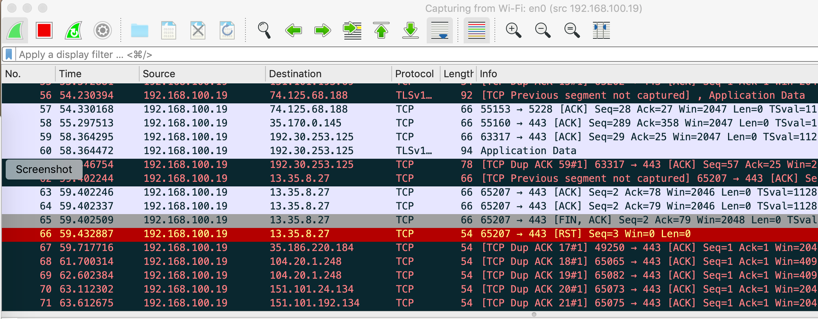 Capturing from Wi-Fi: en0 (src 192.168.100.19)
Apply a display filter ... <⌘/>
No. Time Source Destination Protocol Length Info
56 54.230394 192.168.100.19 74.125.68.188 TLSv1… 92 [TCP Previous segment not captured] , Application Data
57 54.330168 192.168.100.19 74.125.68.188 TCP 66 55153 → 5228 [ACK] Seq=28 Ack=27 Win=2047 Len=0 TSval=112
58 55.297513 192.168.100.19 35.170.0.145 TCP 66 55160 → 443 [ACK] Seq=289 Ack=358 Win=2047 Len=0 TSval=11
59 58.364295 192.168.100.19 192.30.253.125 TCP 66 63317 → 443 [ACK] Seq=29 Ack=25 Win=2047 Len=0 TSval=112
60 58.364472 192.168.100.19 192.30.253.125 TLSv1… 94 Application Data
Screenshot
46754 192.168.100.19 192.30.253.125 TCP 78 [TCP Dup ACK 59#1] 63317 → 443 [ACK] Seq=57 Ack=25 Win=2
62 59.402244 192.168.100.19 13.35.8.27 TCP 66 [TCP Previous segment not captured] 65207 → 443 [ACK] Se
63 59.402246 192.168.100.19 13.35.8.27 TCP 66 65207 → 443 [ACK] Seq=2 Ack=78 Win=2046 Len=0 TSval=1128
64 59.402337 192.168.100.19 13.35.8.27 TCP 66 65207 → 443 [ACK] Seq=2 Ack=79 Win=2046 Len=0 TSval=1128
65 59.402509 192.168.100.19 13.35.8.27 TCP 66 65207 → 443 [FIN, ACK] Seq=2 Ack=79 Win=2048 Len=0 TSval
66 59.432887 192.168.100.19 13.35.8.27 TCP 54 65207 → 443 [RST] Seq=3 Win=0 Len=0
67 59.717716 192.168.100.19 35.186.220.184 TCP 54 [TCP Dup ACK 17#1] 49250 → 443 [ACK] Seq=1 Ack=1 Win=204
68 61.700314 192.168.100.19 104.20.1.248 TCP 54 [TCP Dup ACK 18#1] 65065 → 443 [ACK] Seq=1 Ack=1 Win=409
69 62.602384 192.168.100.19 104.20.1.248 TCP 54 [TCP Dup ACK 19#1] 65082 → 443 [ACK] Seq=1 Ack=1 Win=409
70 63.112302 192.168.100.19 151.101.24.134 TCP 54 [TCP Dup ACK 20#1] 65073 → 443 [ACK] Seq=1 Ack=1 Win=204
71 63.612675 192.168.100.19 151.101.192.134 TCP 54 [TCP Dup ACK 21#1] 65075 → 443 [ACK] Seq=1 Ack=1 Win=204